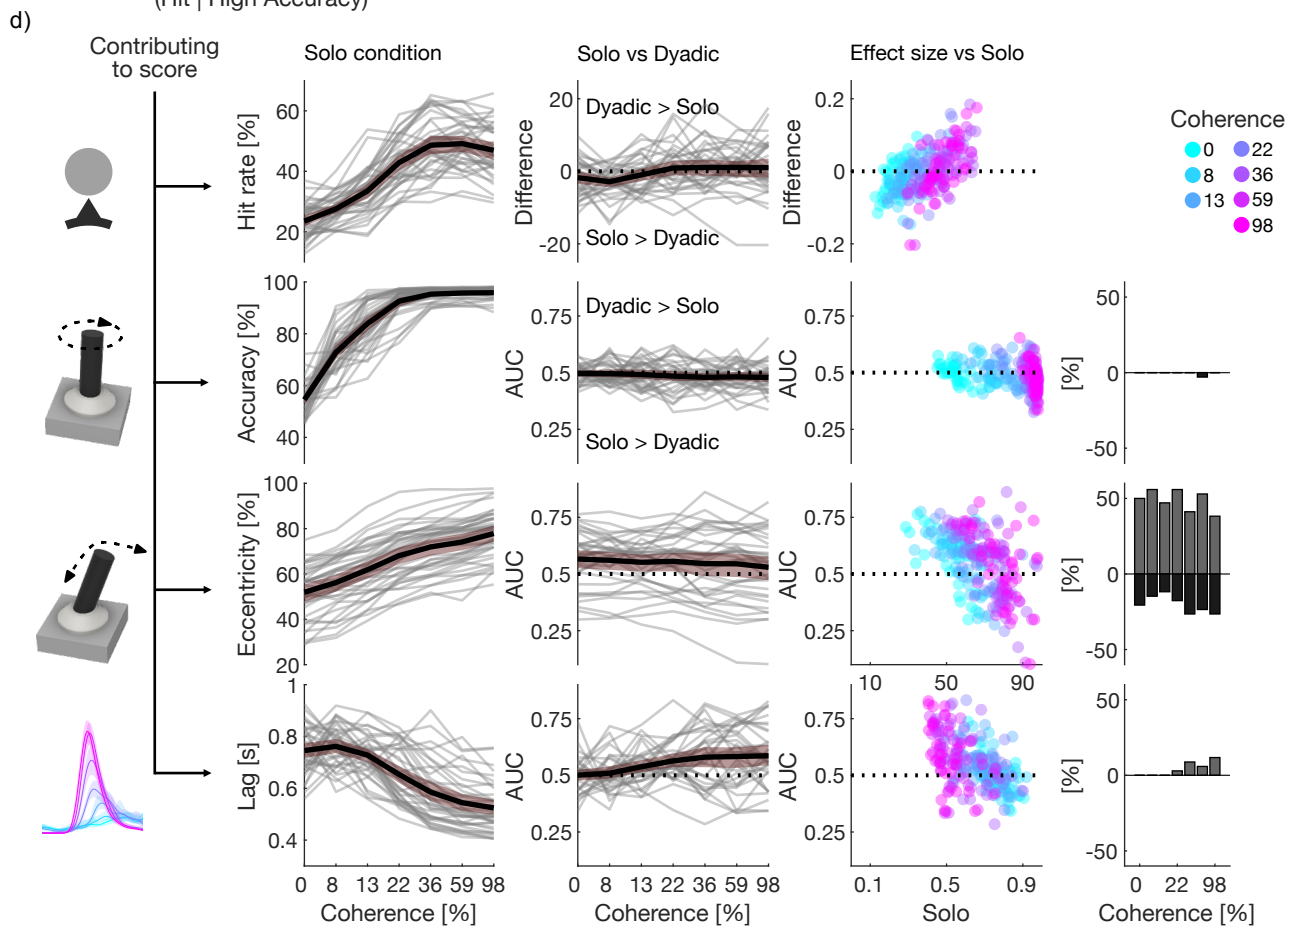 (Hit | High Accuracy)
d)
Contributing
to score
Solo condition
Solo vs Dyadic
Effect size vs Solo
Hit rate [%]
60
40
20
Difference
20
0
-20
Dyadic > Solo
Solo > Dyadic
Difference
0.2
0
-0.2
Coherence
0
8
13
22
36
59
98
Accuracy [%]
100
80
60
40
AUC
0.75
0.5
0.25
Dyadic > Solo
Solo > Dyadic
AUC
0.75
0.5
0.25
[%]
50
0
-50
Eccentricity [%]
100
80
60
40
20
AUC
0.75
0.5
0.25
AUC
0.75
0.5
0.25
10 50 90
[%]
50
0
-50
Lag [s]
1
0.8
0.6
0.4
0 8 13 22 36 59 98
Coherence [%]
AUC
0.75
0.5
0.25
0 8 13 22 36 59 98
Coherence [%]
AUC
0.75
0.5
0.25
0.1 0.5 0.9
Solo
[%]
50
0
-50
0 22 98
Coherence [%]